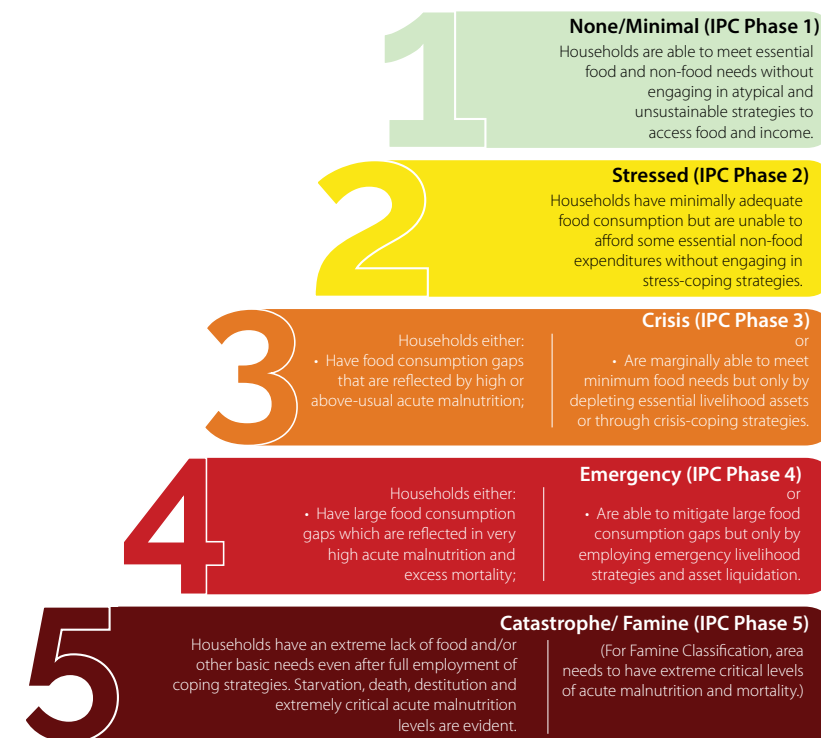 1
None/Minimal (IPC Phase 1)
Households are able to meet essential
food and non-food needs without
engaging in atypical and
unsustainable strategies to
access food and income.
2
Stressed (IPC Phase 2)
Households have minimally adequate
food consumption but are unable to
afford some essential non-food
expenditures without engaging in
stress-coping strategies.
3
Crisis (IPC Phase 3)
Households either:
• Have food consumption gaps
that are reflected by high or
above-usual acute malnutrition;
or
• Are marginally able to meet
minimum food needs but only by
depleting essential livelihood assets
or through crisis-coping strategies.
4
Emergency (IPC Phase 4)
Households either:
• Have large food consumption
gaps which are reflected in very
high acute malnutrition and
excess mortality;
or
• Are able to mitigate large food
consumption gaps but only by
employing emergency livelihood
strategies and asset liquidation.
5
Catastrophe/ Famine (IPC Phase 5)
Households have an extreme lack of food and/or
other basic needs even after full employment of
coping strategies. Starvation, death, destitution and
extremely critical acute malnutrition
levels are evident.
(For Famine Classification, area
needs to have extreme critical levels
of acute malnutrition and mortality.)